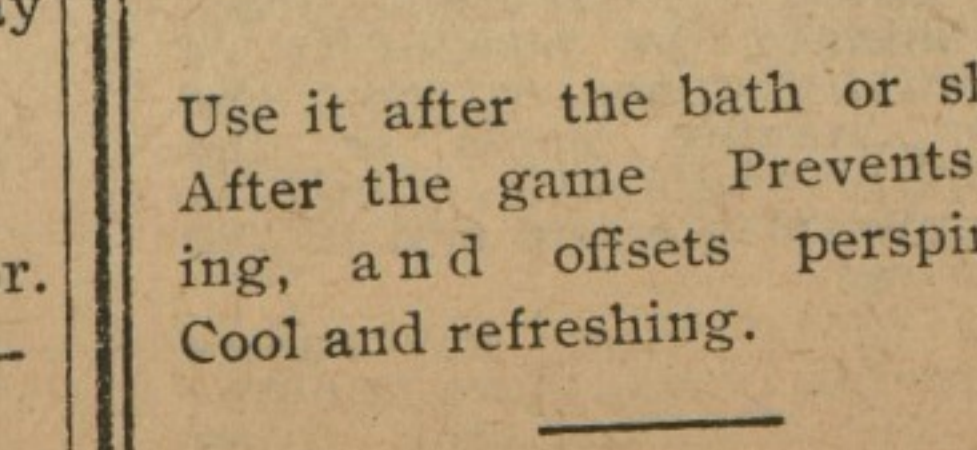 Use it after the bath or
After the game Prevents
ing, and offsets
Cool and refreshing.